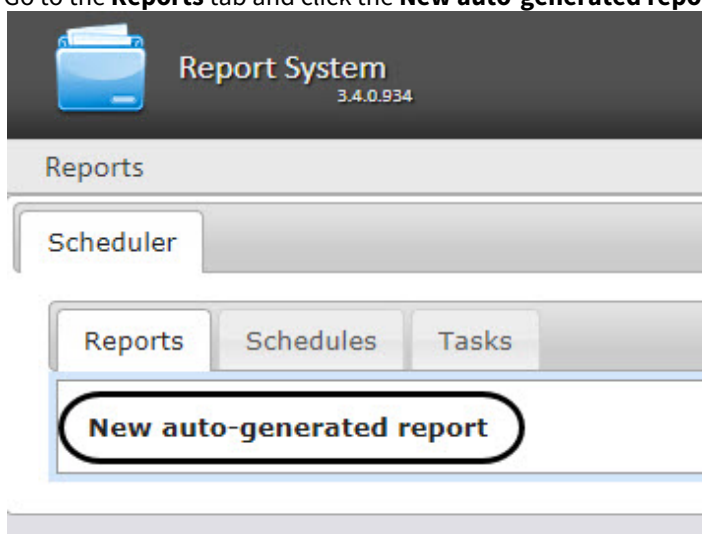 Go to the Reports tab and click the New auto-generated repo
Report System
3.4.0.934
Reports
Scheduler
Reports Schedules Tasks
New auto-generated report